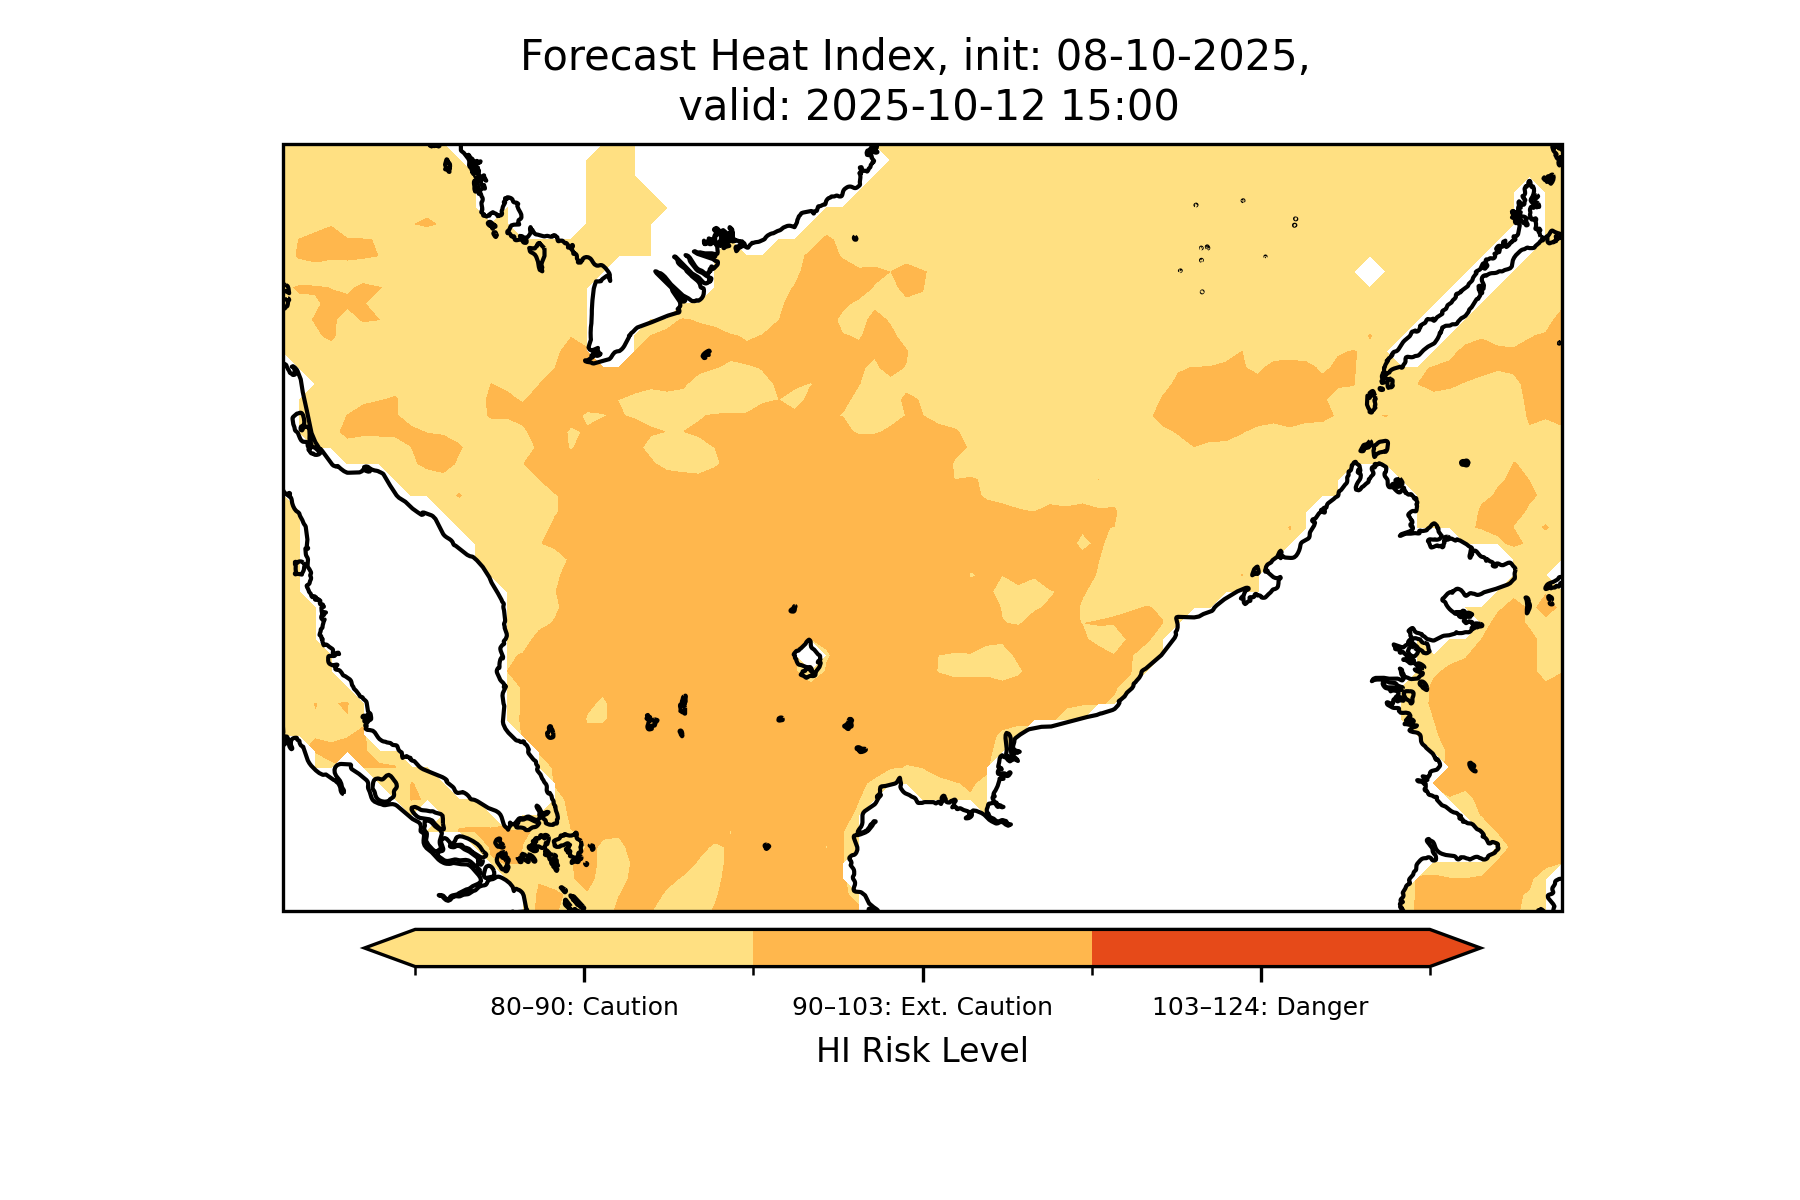 Forecast Heat Index, init: 08-10-2025,
valid: 2025-10-12 15:00
80–90: Caution
90–103: Ext. Caution
103–124: Danger
HI Risk Level